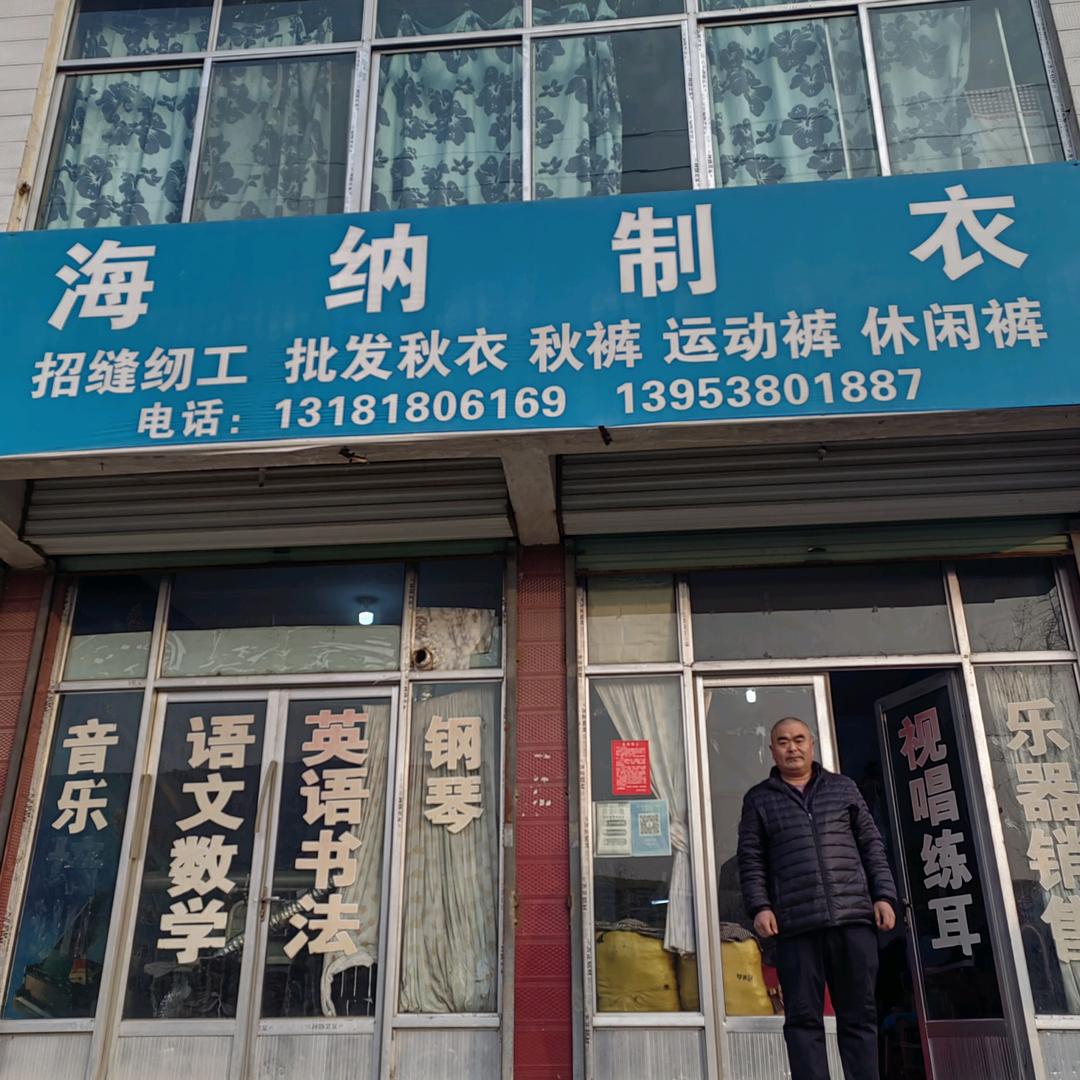 海纳制衣
招缝纫工 批发秋衣 秋裤 运动裤 休闲裤
电话：13181806169 13953801887
音乐
语文数学
英语书法
钢琴
视唱练耳
乐器销售